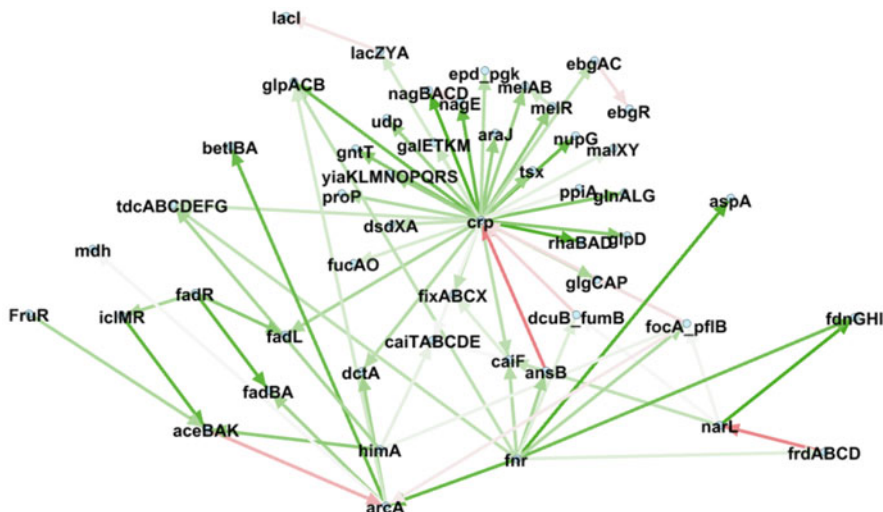 lacI
lacZYA
ebgAC
epd_pgk
glpACB
melAB
nagBACD
nagE
melR
ebgR
udp
araJ
nupG
betIBA
galETKM
malXY
gntT
tsx
yiaKLMNOPQRS
ppiA
glnALG
proP
aspA
tdcABCDEFG
crp
dsdXA
rhaBAD
glpD
mdh
fucAO
glgCAP
fadR
fixABCX
FruR
iclMR
dcuB_fumB
focA_pflB
fdnGHI
fadL
caiTABCDE
caiF
dctA
ansB
fadBA
aceBAK
narL
himA
fnr
frdABCD
arcA